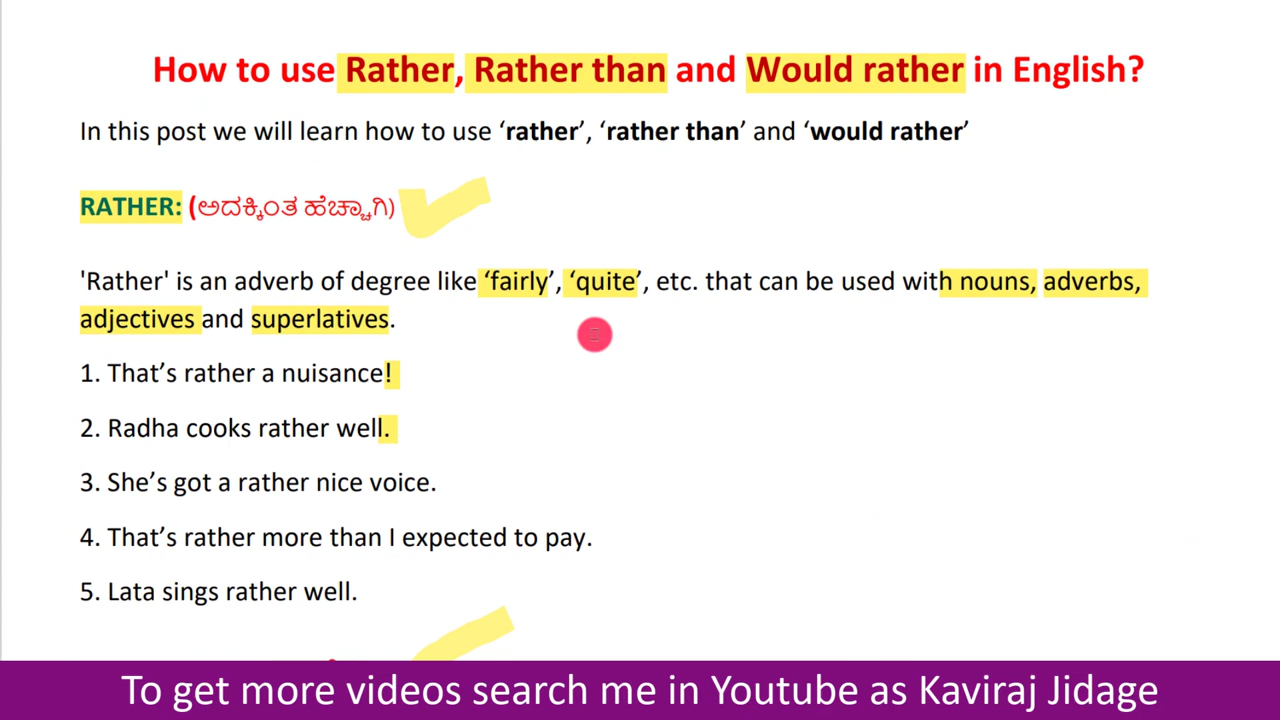 How to use Rather, Rather than and Would rather in English?
In this post we will learn how to use ‘rather’, ‘rather than’ and ‘would rather’
RATHER: (ಅದಕ್ಕಿಂತ ಹೆಚ್ಚಾಗಿ)
'Rather' is an adverb of degree like ‘fairly’, ‘quite’, etc. that can be used with nouns, adverbs,
adjectives and superlatives.
1. That’s rather a nuisance!
2. Radha cooks rather well.
3. She’s got a rather nice voice.
4. That’s rather more than I expected to pay.
5. Lata sings rather well.
To get more videos search me in Youtube as Kaviraj Jidage